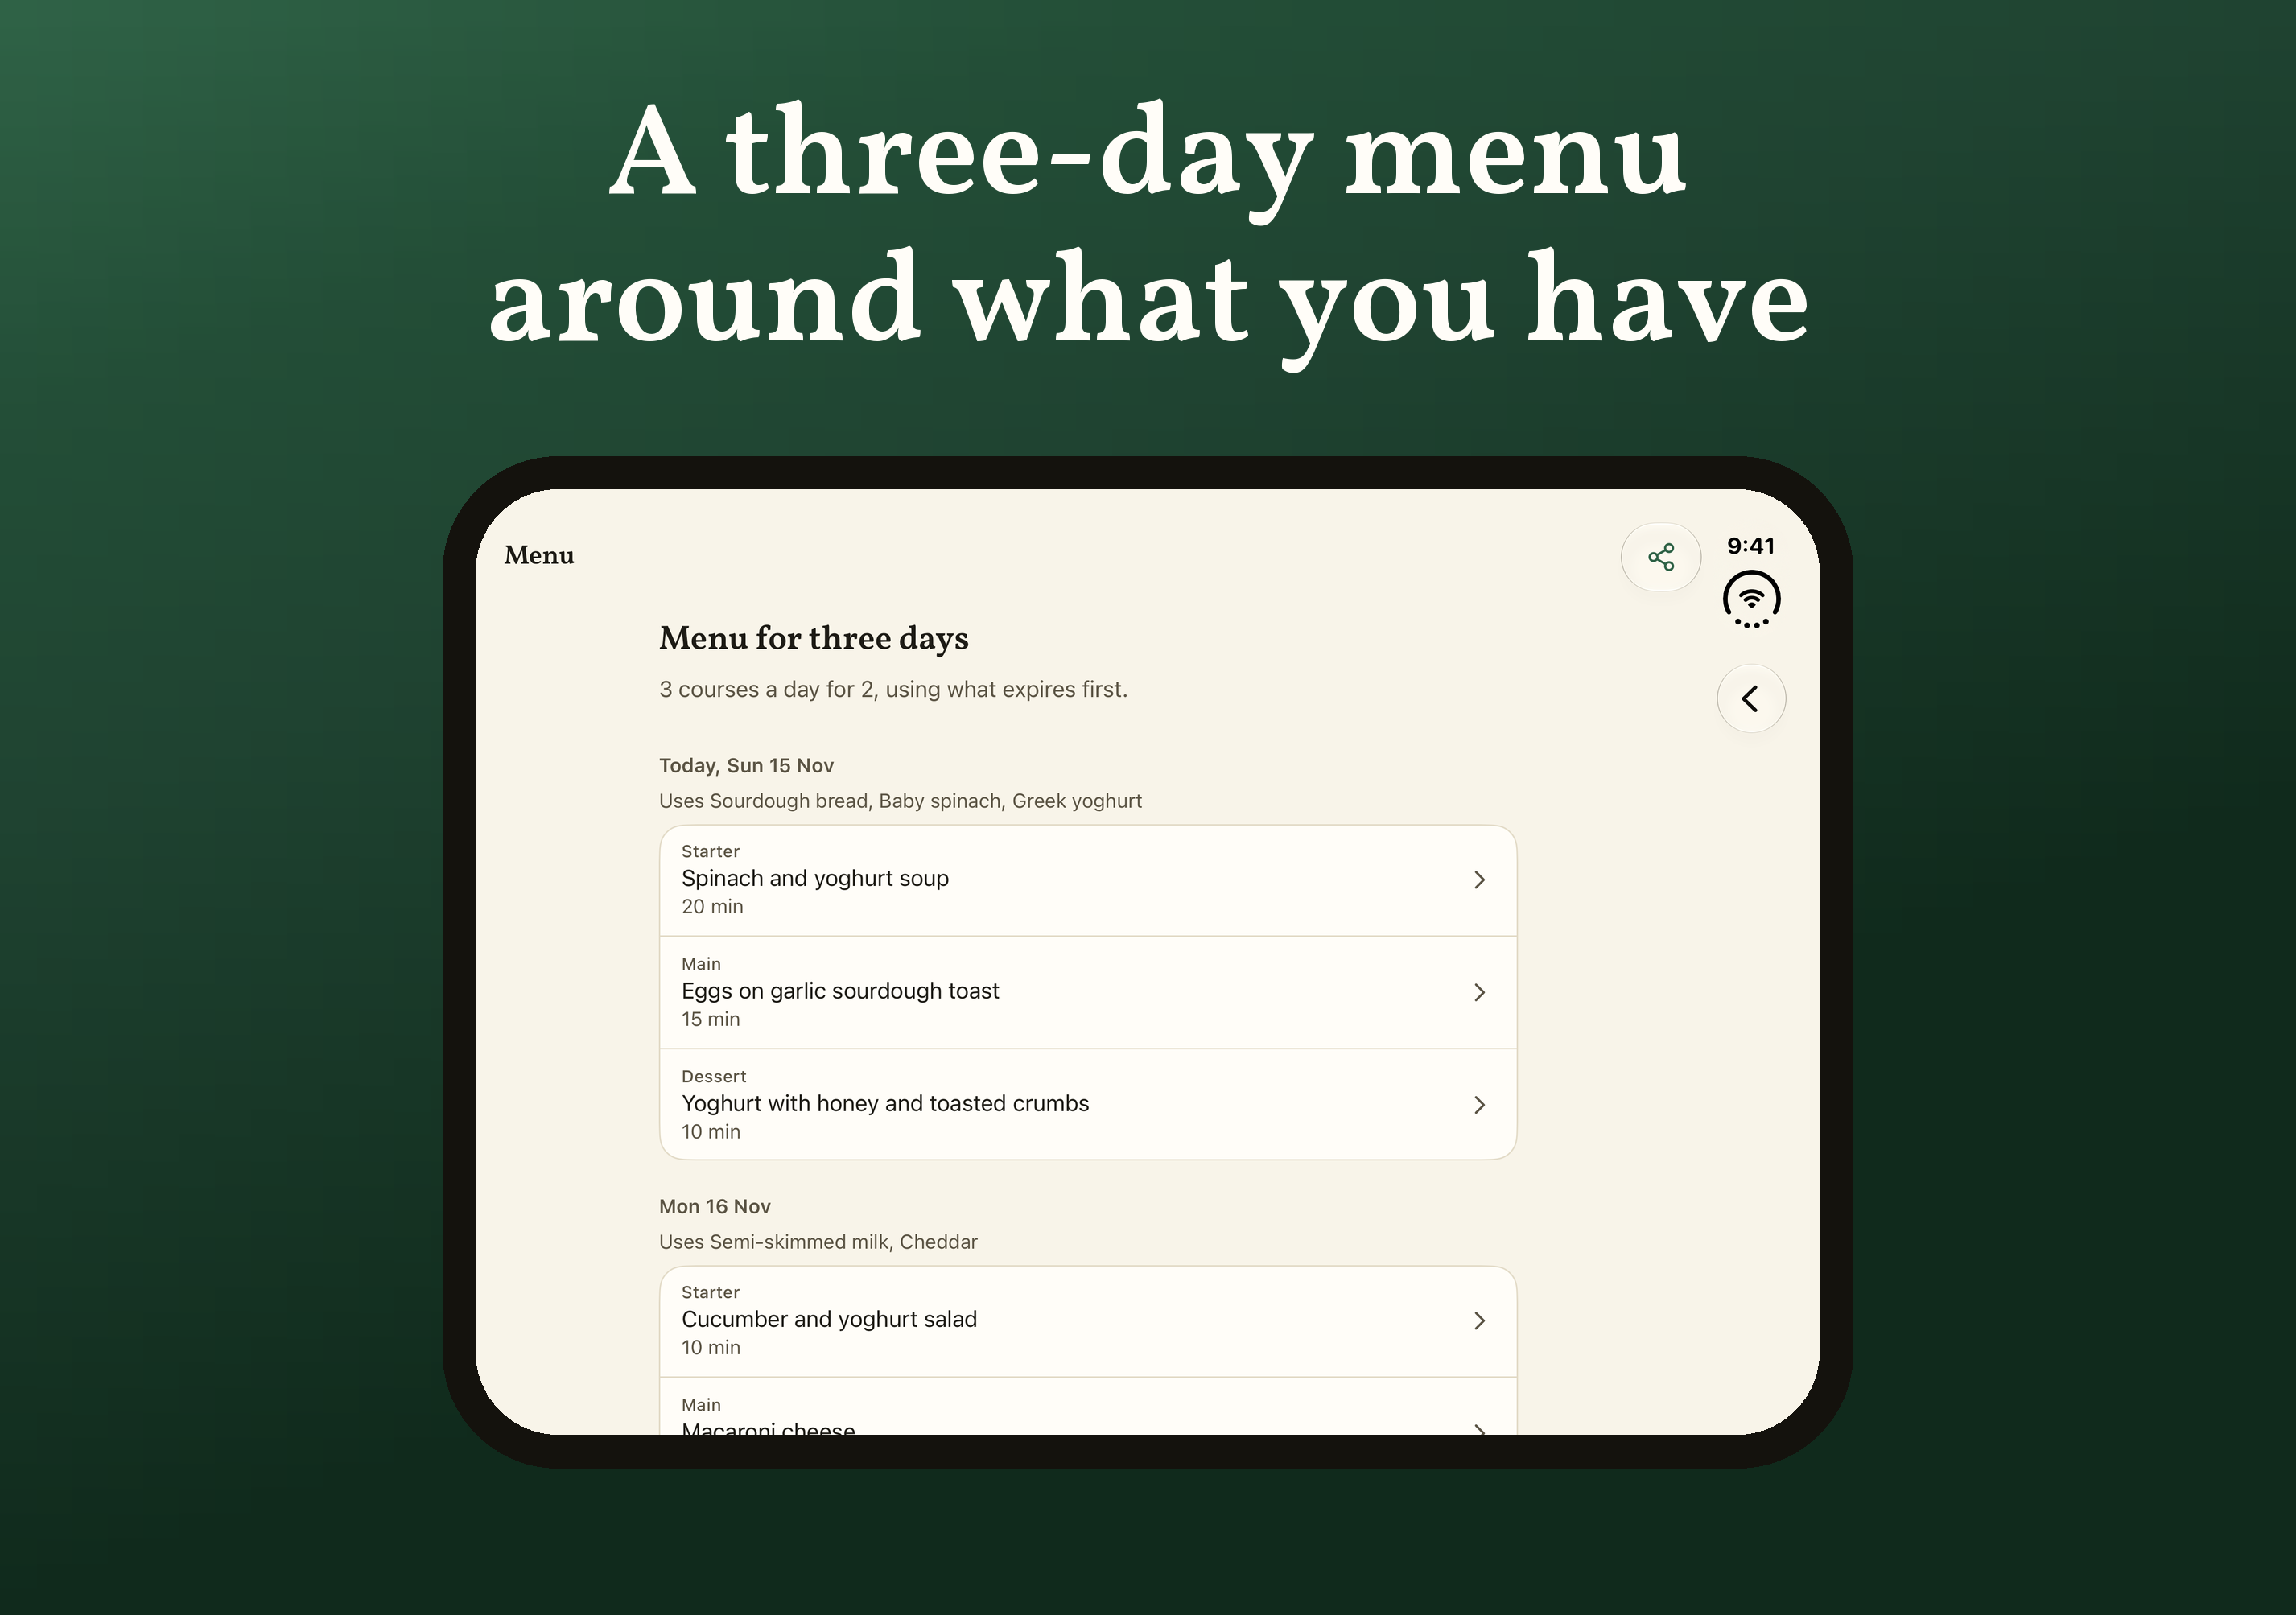 A three-day menu
around what you have
Menu
9:41
Menu for three days
3 courses a day for 2, using what expires first.
Today, Sun 15 Nov
Uses Sourdough bread, Baby spinach, Greek yoghurt
Starter
Spinach and yoghurt soup
20 min
Main
Eggs on garlic sourdough toast
15 min
Dessert
Yoghurt with honey and toasted crumbs
10 min
Mon 16 Nov
Uses Semi-skimmed milk, Cheddar
Starter
Cucumber and yoghurt salad
10 min
Main
Macaroni cheese